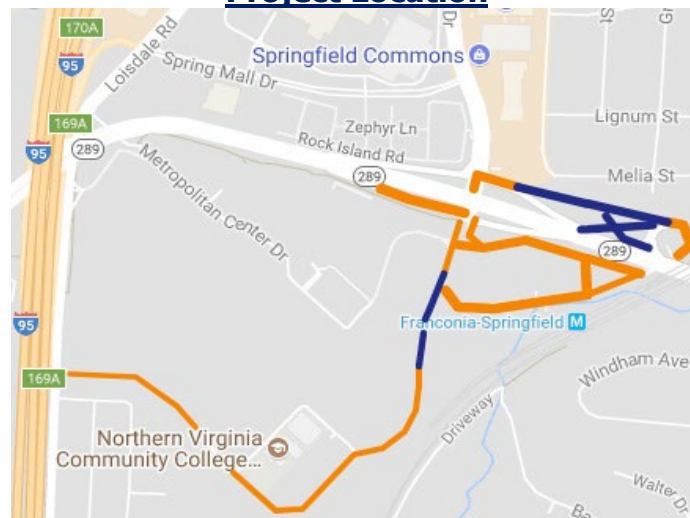 Project Location
170A
95
Loisdale Rd
Dr
St
Springfield Commons
Spring Mall Dr
Lignum St
169A
Zephyr Ln
95
289
Rock Island Rd
289
Melia St
Metropolitan Center Dr
289
95
Franconia-Springfield M
169A
Windham Ave
Driveway
Northern Virginia
Community College...
Walter Dr